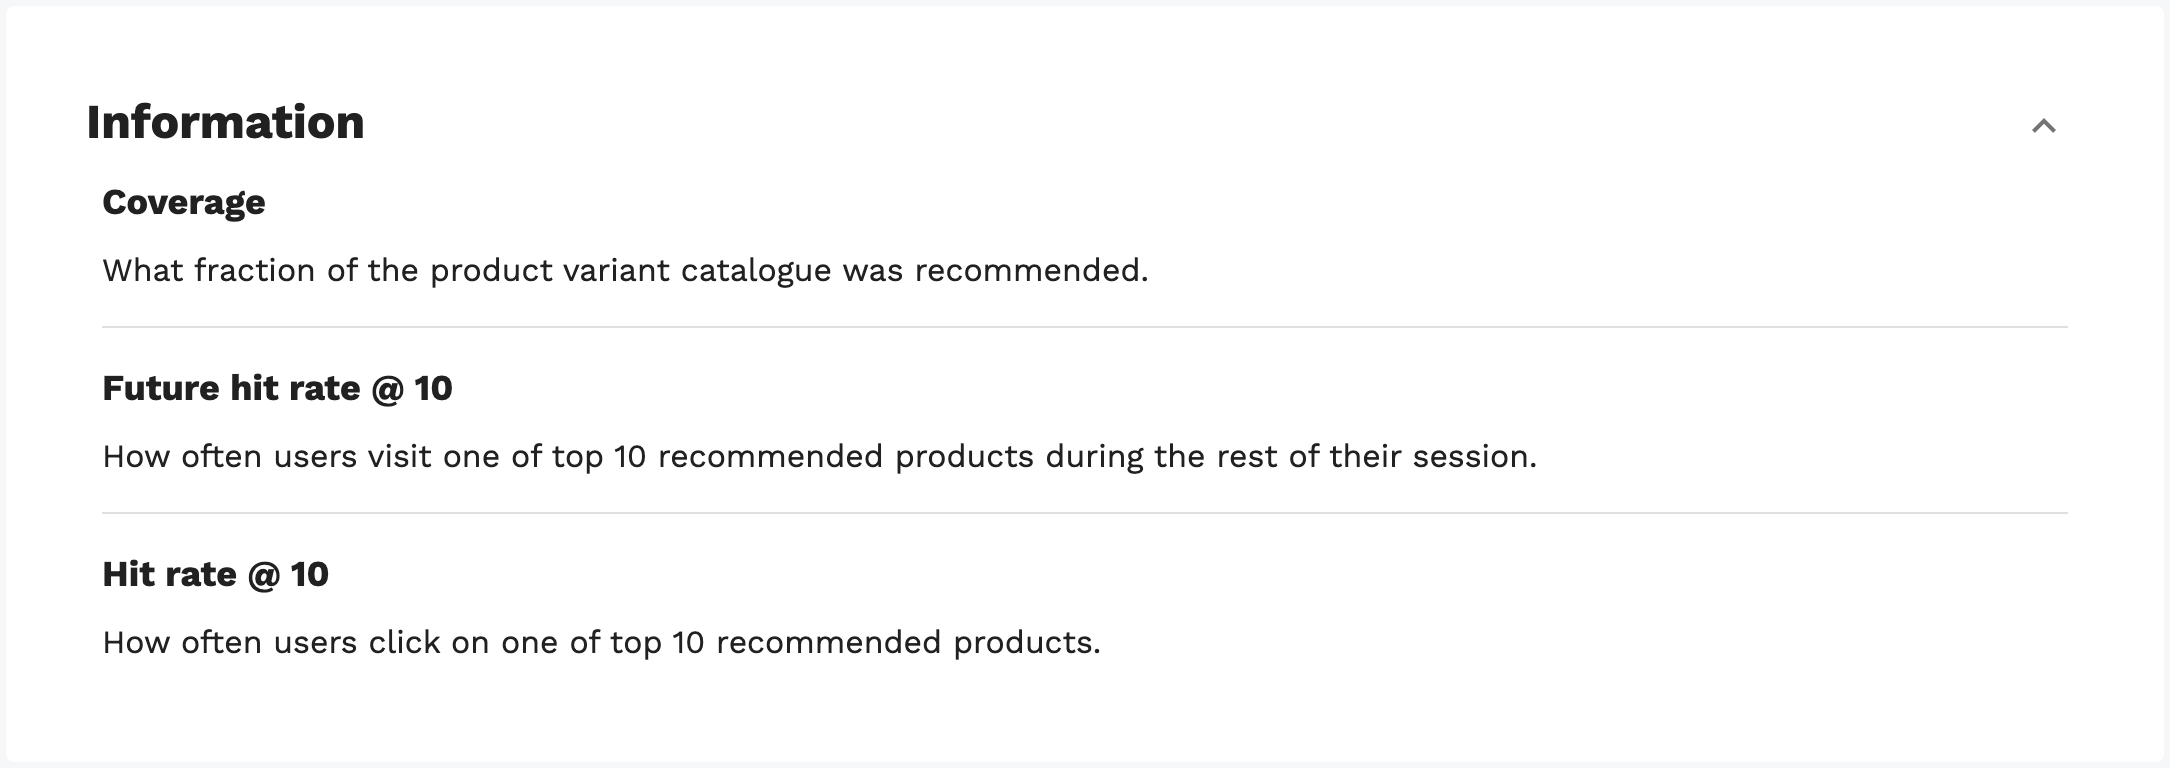 Information
Coverage
What fraction of the product variant catalogue was recommended.
Future hit rate @ 10
How often users visit one of top 10 recommended products during the rest of their session.
Hit rate @ 10
How often users click on one of top 10 recommended products.